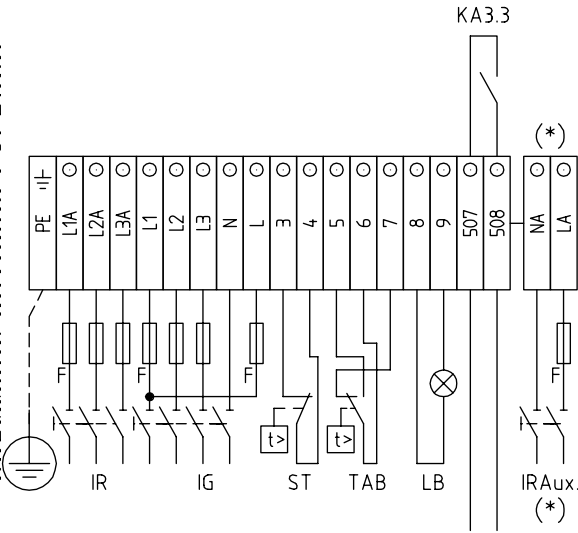 KA3.3
(*)
PE L1A L2A L3A L1 L2 L3 N L 3 4 5 6 7 8 9 507 508 NA LA
F F F F
t> t>
IR IG ST TAB LB IRAux.
(*)